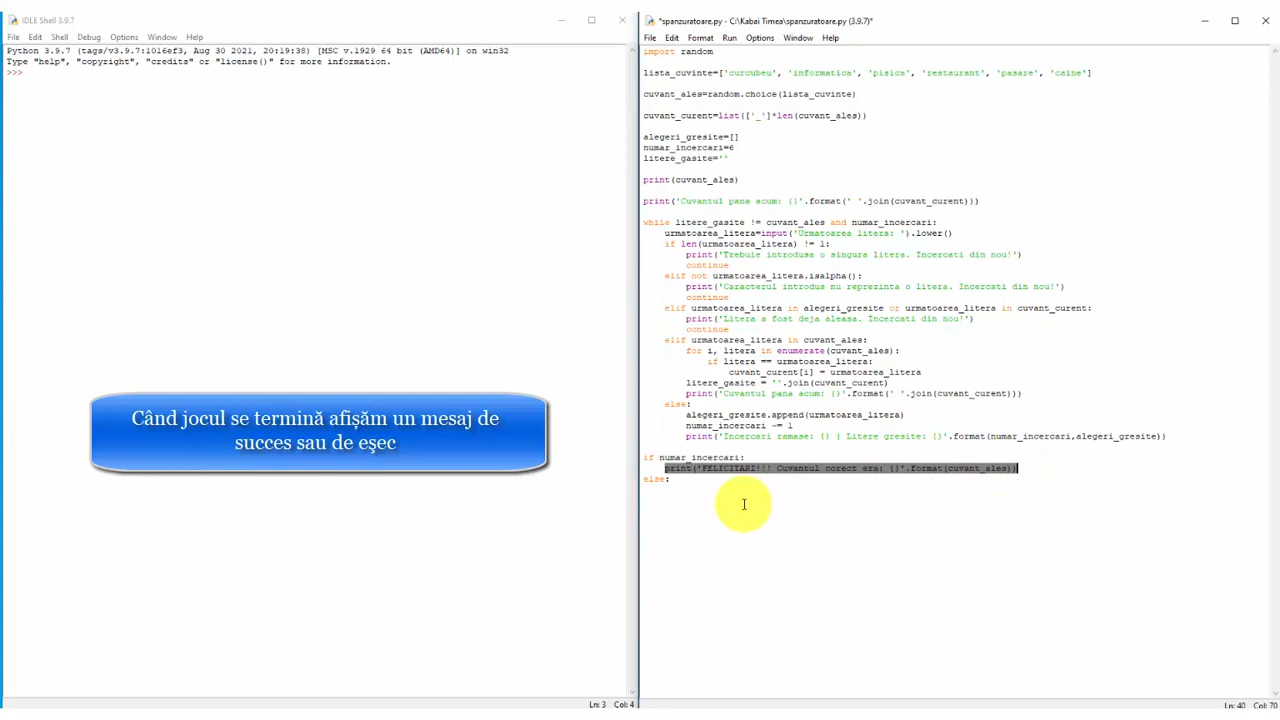 IDLE Shell 3.9.7
File Edit Shell Debug Options Window Help
Python 3.9.7 (tags/v3.9.7:1016ef3, Aug 30 2021, 20:19:38) [MSC v.1929 64 bit (AMD64)] on win32
Type "help", "copyright", "credits" or "license()" for more information.
>>>
Când jocul se termină afişăm un mesaj de
succes sau de eşec
Ln: 3 Col: 4
*spanzuratoare.py - C:\Kabai Timea\spanzuratoare.py (3.9.7)*
File Edit Format Run Options Window Help
import random
lista_cuvinte=['curcubeu', 'informatica', 'pisica', 'restaurant', 'pasare', 'caine']
cuvant_ales=random.choice(lista_cuvinte)
cuvant_curent=list(['_']*len(cuvant_ales))
alegeri_gresite=[]
numar_incercari=6
litere_gasite=''
print(cuvant_ales)
print('Cuvantul pana acum: {}'.format(' '.join(cuvant_curent)))
while litere_gasite != cuvant_ales and numar_incercari:
    urmatoarea_litera=input('Urmatoarea litera: ').lower()
    if len(urmatoarea_litera) != 1:
        print('Trebuie introdusa o singura litera. Incercati din nou!')
        continue
    elif not urmatoarea_litera.isalpha():
        print('Caracterul introdus nu reprezinta o litera. Incercati din nou!')
        continue
    elif urmatoarea_litera in alegeri_gresite or urmatoarea_litera in cuvant_curent:
        print('Litera a fost deja aleasa. Incercati din nou!')
        continue
    elif urmatoarea_litera in cuvant_ales:
        for i, litera in enumerate(cuvant_ales):
            if litera == urmatoarea_litera:
                cuvant_curent[i] = urmatoarea_litera
        litere_gasite = ''.join(cuvant_curent)
        print('Cuvantul pana acum: {}'.format(' '.join(cuvant_curent)))
    else:
        alegeri_gresite.append(urmatoarea_litera)
        numar_incercari -= 1
        print('Incercari ramase: {} | Litere gresite: {}'.format(numar_incercari,alegeri_gresite))
if numar_incercari:
    print('FELICITARI!!! Cuvantul corect era: {}'.format(cuvant_ales))
else:
Ln: 40 Col: 70